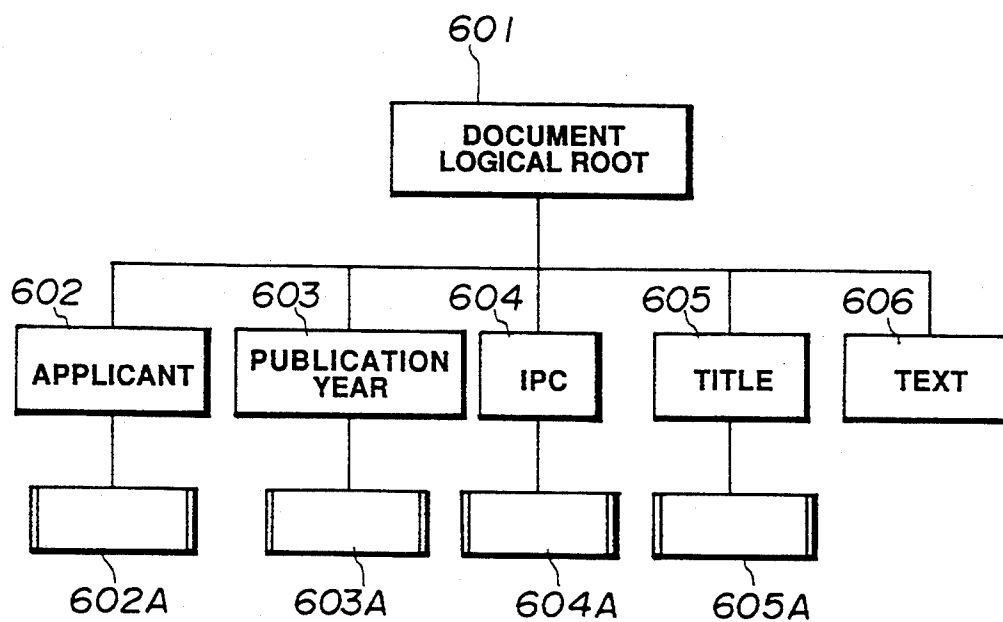 601
DOCUMENT
LOGICAL ROOT
602
603
604
605
606
APPLICANT
PUBLICATION
YEAR
IPC
TITLE
TEXT
602A
603A
604A
605A